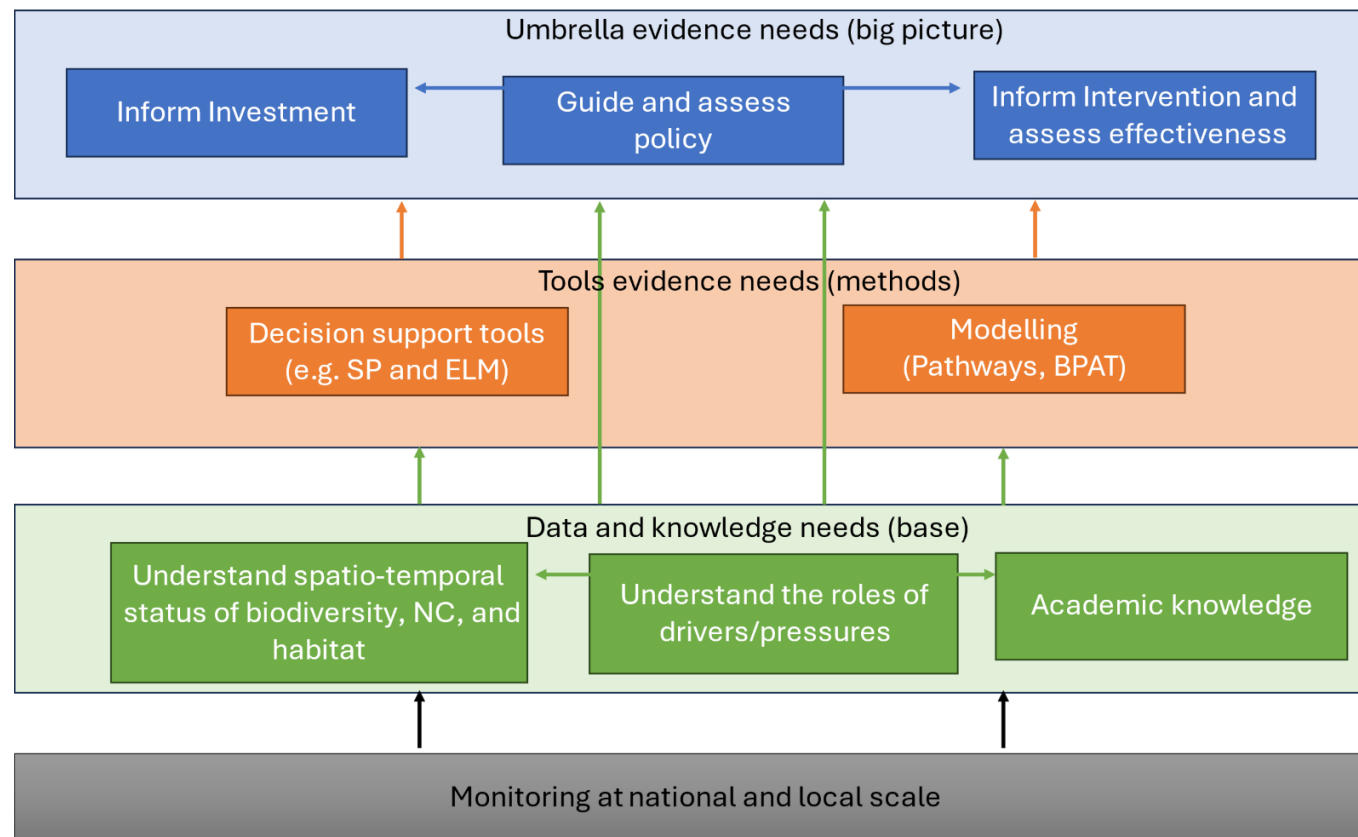 Umbrella evidence needs (big picture)
Inform Investment
Guide and assess
policy
Inform Intervention and
assess effectiveness
Tools evidence needs (methods)
Decision support tools
(e.g. SP and ELM)
Modelling
(Pathways, BPAT)
Data and knowledge needs (base)
Understand spatio-temporal
status of biodiversity, NC, and
habitat
Understand the roles of
drivers/pressures
Academic knowledge
Monitoring at national and local scale